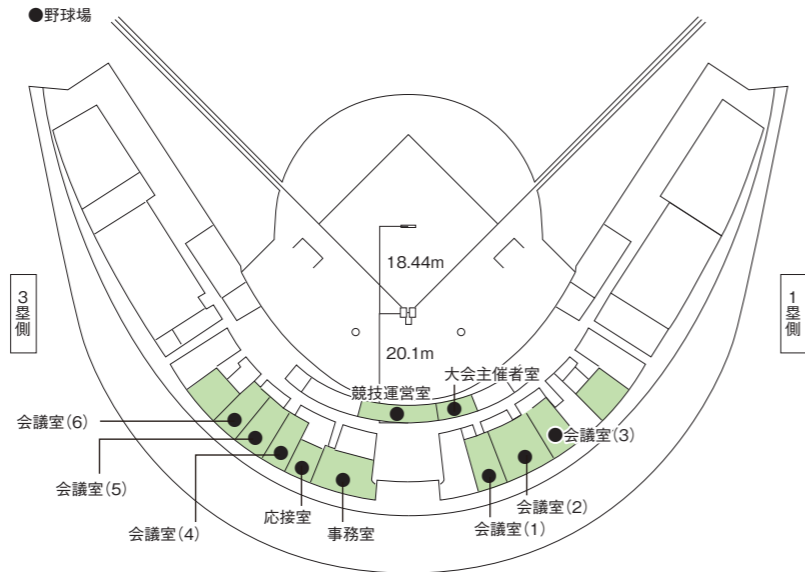 ●野球場
18.44m
3塁側
1塁側
20.1m
大会主催者室
競技運営室
会議室(6)
会議室(3)
会議室(5)
会議室(2)
応接室
会議室(1)
会議室(4)
事務室